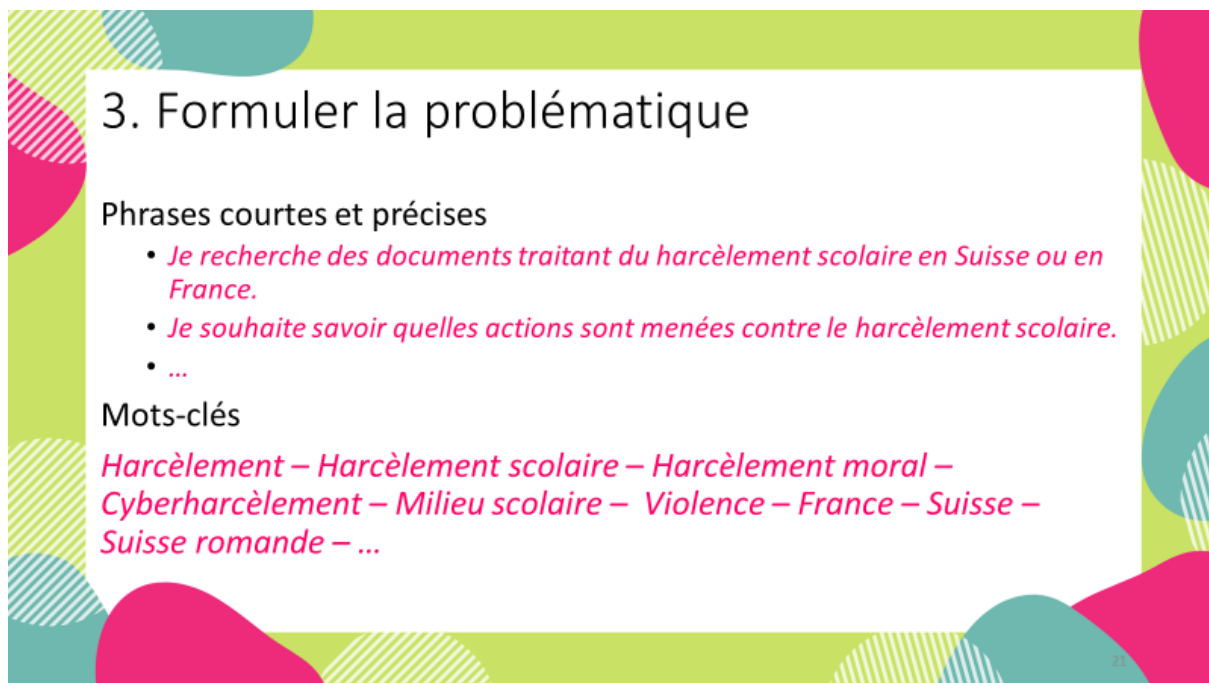 3. Formuler la problématique
Phrases courtes et précises
• Je recherche des documents traitant du harcèlement scolaire en Suisse ou en
France.
• Je souhaite savoir quelles actions sont menées contre le harcèlement scolaire.
• …
Mots-clés
Harcèlement – Harcèlement scolaire – Harcèlement moral –
Cyberharcèlement – Milieu scolaire – Violence – France – Suisse –
Suisse romande – …
21